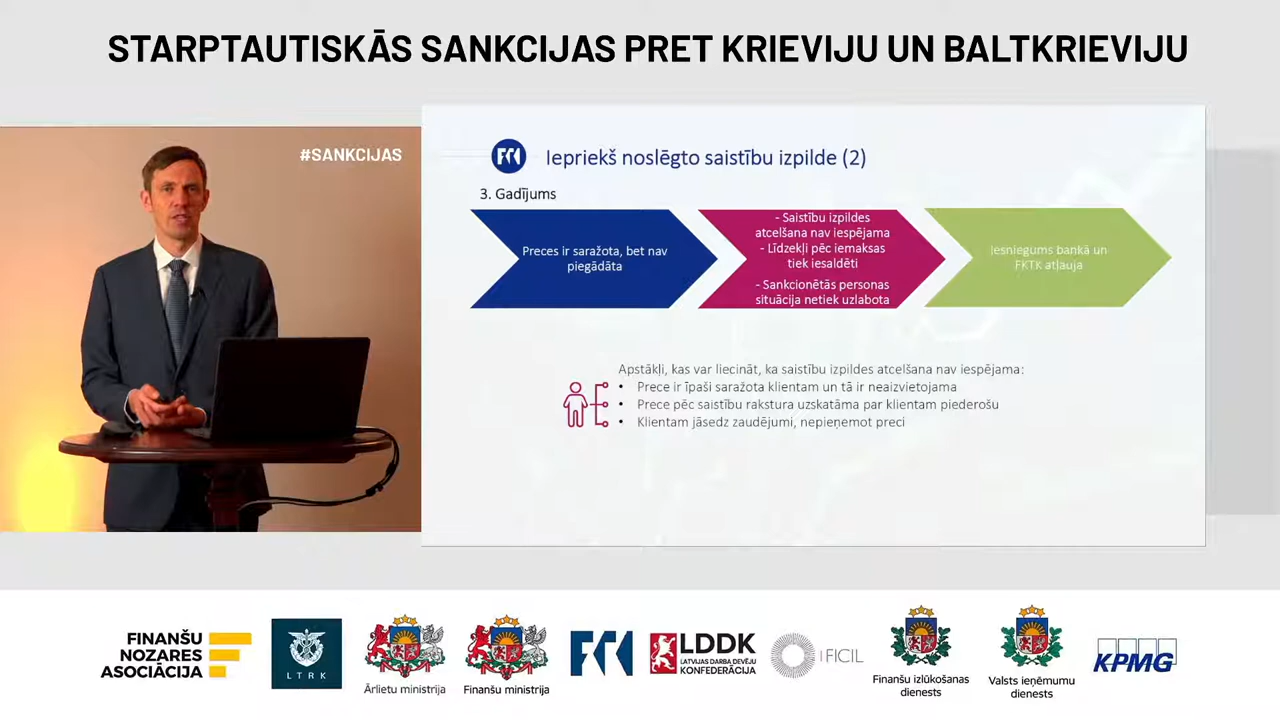 STARPTAUTISKĀS SANKCIJAS PRET KRIEVIJU UN BALTKRIEVIJU
#SANKCIJAS
Iepriekš noslēgto saistību izpilde (2)
3. Gadījums
Preces ir saražota, bet nav
piegādāta
- Saistību izpildes
atcelšana nav iespējama
- Līdzekļi pēc iemaksas
tiek iesaldēti
- Sankcionētās personas
situācija netiek uzlabota
Iesniegums bankā un
FKTK atļauja
Apstākļi, kas var liecināt, ka saistību izpildes atcelšana nav iespējama:
• Prece ir īpaši saražota klientam un tā ir neaizvietojama
• Prece pēc saistību rakstura uzskatāma par klientam piederošu
• Klientam jāsedz zaudējumi, nepieņemot preci
FINANŠU
NOZARES
ASOCIĀCIJA
LTRK
Ārlietu ministrija
Finanšu ministrija
LDDK
LATVIJAS DARBA DEVĒJU
KONFEDERĀCIJA
FICIL
Finanšu izlūkošanas
dienests
Valsts ieņēmumu
dienests
KPMG